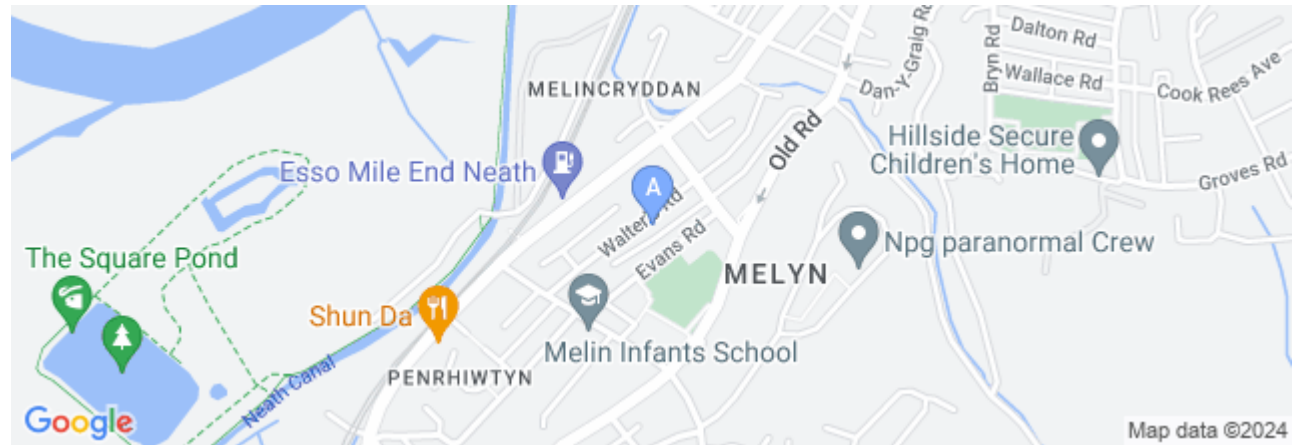 Dalton Rd
Bryn Rd
Wallace Rd
Cook Rees Ave
MELINCRYDDAN
Dan-Y-Graig Rd
Old Rd
Hillside Secure
Children's Home
Esso Mile End Neath
A
Groves Rd
Walters Rd
Evans Rd
Npg paranormal Crew
The Square Pond
MELYN
Shun Da
Melin Infants School
PENRHIWTYN
Neath Canal
Google
Map data ©2024